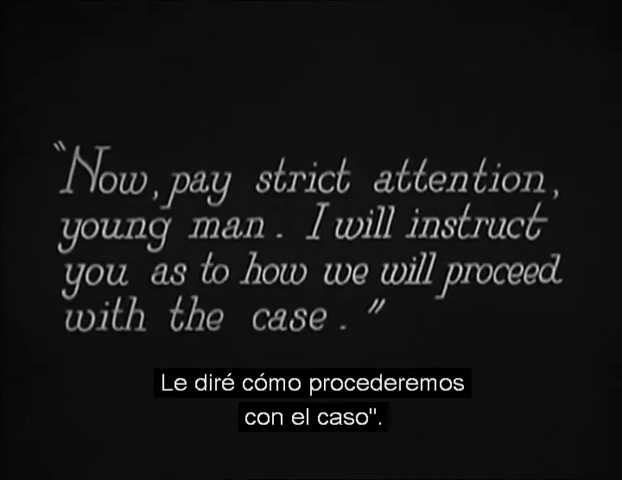 "Now, pay strict attention,
young man. I will instruct
you as to how we will proceed
with the case."
Le diré cómo procederemos
con el caso".